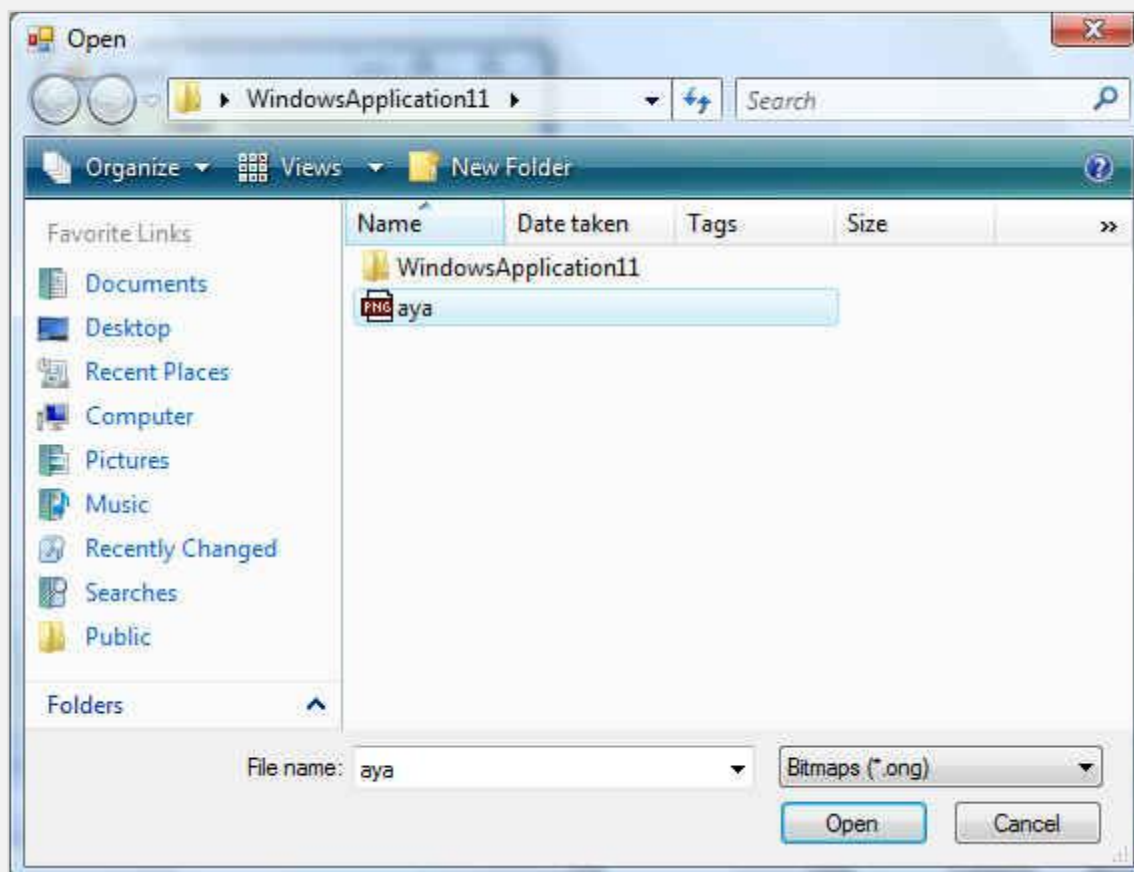 Open
WindowsApplication11
Search
Organize Views New Folder
Favorite Links
Documents
Desktop
Recent Places
Computer
Pictures
Music
Recently Changed
Searches
Public
Folders
Name Date taken Tags Size »
WindowsApplication11
PNG aya
File name: aya
Bitmaps (*.ong)
Open Cancel